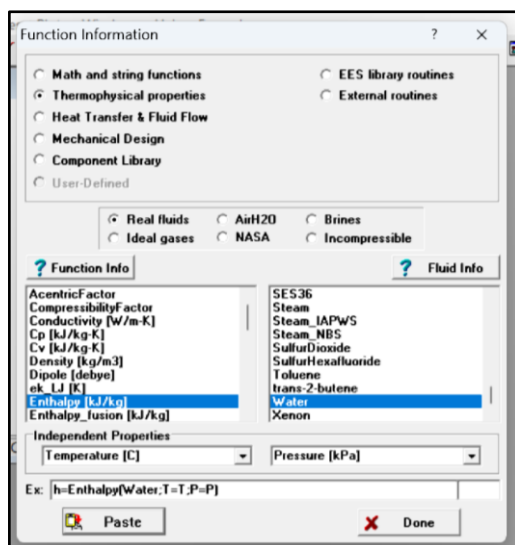 Function Information ? ×
Math and string functions EES library routines
Thermophysical properties External routines
Heat Transfer & Fluid Flow
Mechanical Design
Component Library
User-Defined
Real fluids AirH2O Brines
Ideal gases NASA Incompressible
? Function Info ? Fluid Info
AcentricFactor SES36
CompressibilityFactor Steam
Conductivity [W/m-K] Steam_IAPWS
Cp [kJ/kg-K] Steam_NBS
Cv [kJ/kg-K] SulfurDioxide
Density [kg/m3] SulfurHexafluoride
Dipole [debye] Toluene
ek_LJ [K] trans-2-butene
Enthalpy [kJ/kg] Water
Enthalpy_fusion [kJ/kg] Xenon
Independent Properties
Temperature [C] Pressure [kPa]
Ex: h=Enthalpy(Water;T=T;P=P)
Paste Done